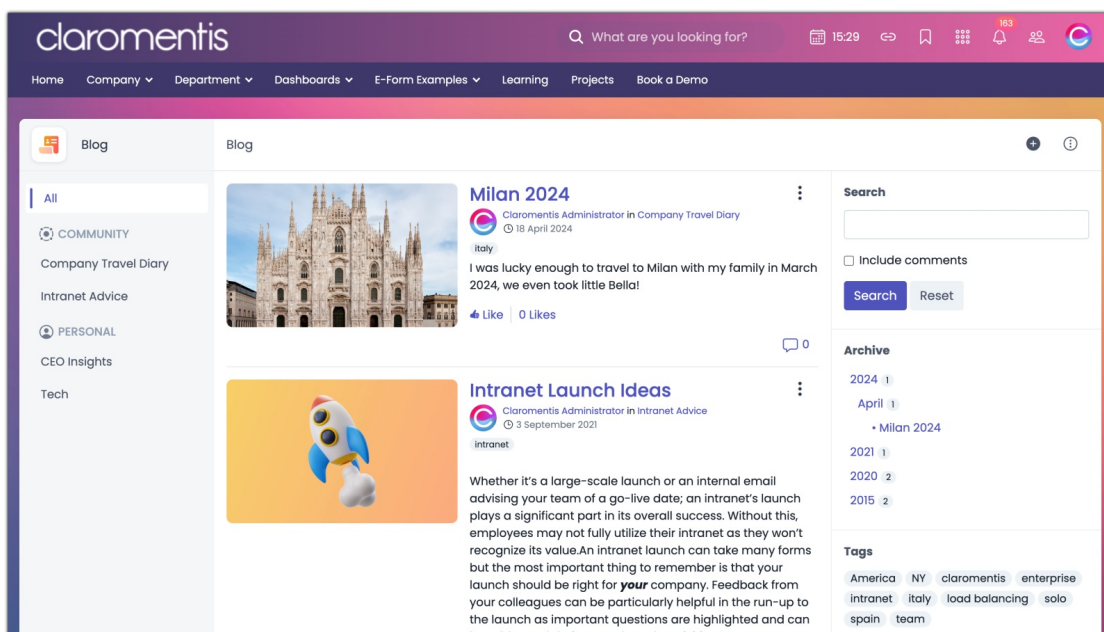 claromentis
What are you looking for?
15:29
163
Home Company Department Dashboards E-Form Examples Learning Projects Book a Demo
Blog
All
COMMUNITY
Company Travel Diary
Intranet Advice
PERSONAL
CEO Insights
Tech
Blog
Milan 2024
Claromentis Administrator in Company Travel Diary
18 April 2024
italy
I was lucky enough to travel to Milan with my family in March
2024, we even took little Bella!
Like 0 Likes
0
Intranet Launch Ideas
Claromentis Administrator in Intranet Advice
3 September 2021
intranet
Whether it's a large-scale launch or an internal email
advising your team of a go-live date; an intranet's launch
plays a significant part in its overall success. Without this,
employees may not fully utilize their intranet as they won't
recognize its value.An intranet launch can take many forms
but the most important thing to remember is that your
launch should be right for your company. Feedback from
your colleagues can be particularly helpful in the run-up to
the launch as important questions are highlighted and can
Search
Include comments
Search Reset
Archive
2024 1
April 1
• Milan 2024
2021 1
2020 2
2015 2
Tags
America NY claromentis enterprise
intranet italy load balancing solo
spain team